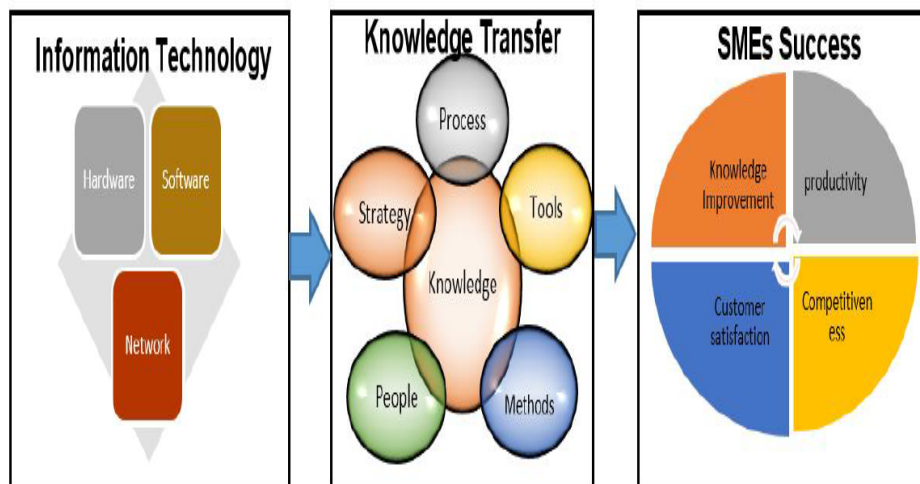 Information Technology
Hardware
Software
Network
Knowledge Transfer
Process
Strategy
Tools
Knowledge
People
Methods
SMEs Success
Knowledge
Improvement
productivity
Customer
satisfaction
Competitiven
ess